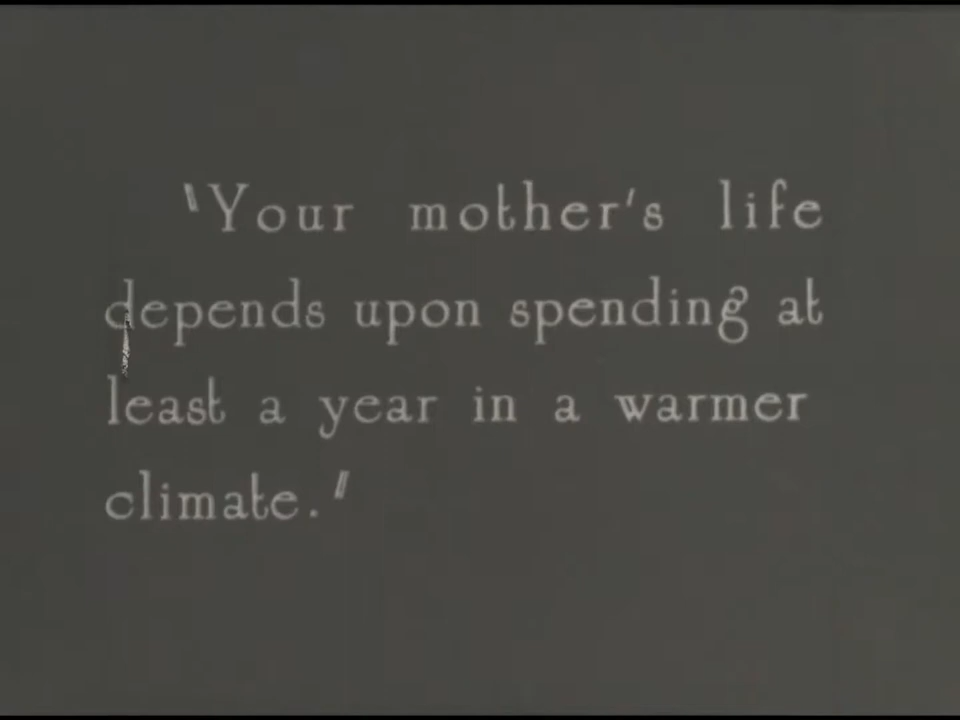 "Your mother's life
depends upon spending at
least a year in a warmer
climate."